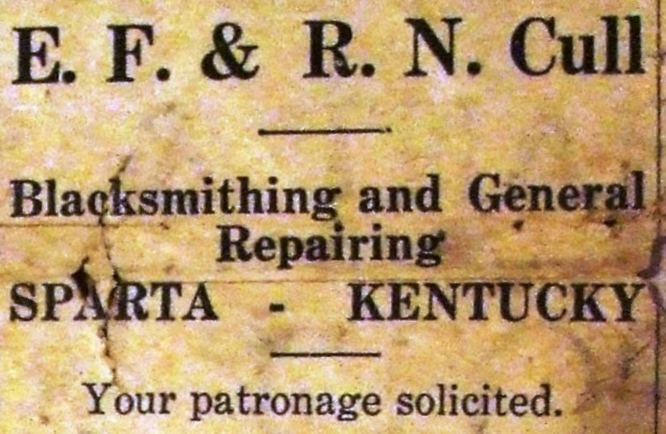 E. F. & R. N. Cull
Blacksmithing and General
Repairing
SPARTA - KENTUCKY
Your patronage solicited.